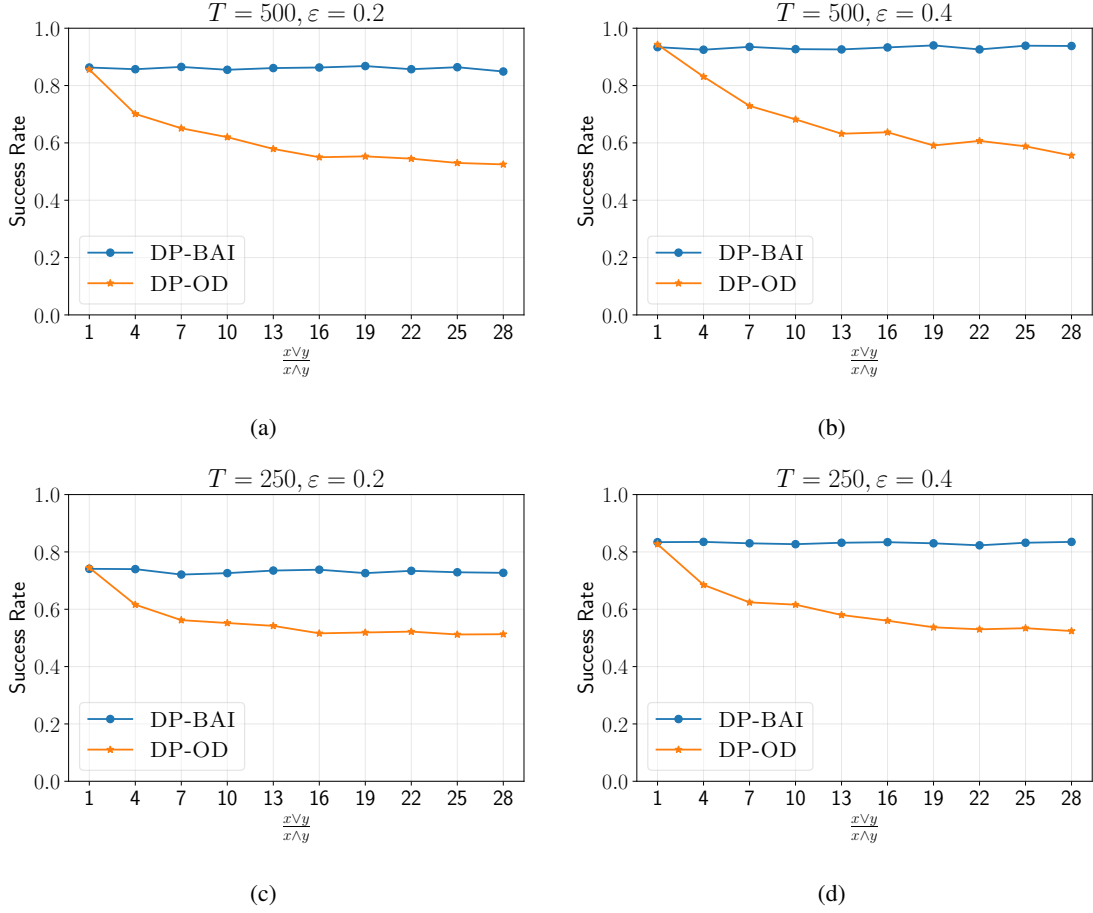 T = 500, ε = 0.2
1.0
0.8
0.6
0.4
0.2
0.0
Success Rate
DP-BAI
DP-OD
1 4 7 10 13 16 19 22 25 28
x∨y
x∧y
(a)
T = 500, ε = 0.4
1.0
0.8
0.6
0.4
0.2
0.0
Success Rate
DP-BAI
DP-OD
1 4 7 10 13 16 19 22 25 28
x∨y
x∧y
(b)
T = 250, ε = 0.2
1.0
0.8
0.6
0.4
0.2
0.0
Success Rate
DP-BAI
DP-OD
1 4 7 10 13 16 19 22 25 28
x∨y
x∧y
(c)
T = 250, ε = 0.4
1.0
0.8
0.6
0.4
0.2
0.0
Success Rate
DP-BAI
DP-OD
1 4 7 10 13 16 19 22 25 28
x∨y
x∧y
(d)